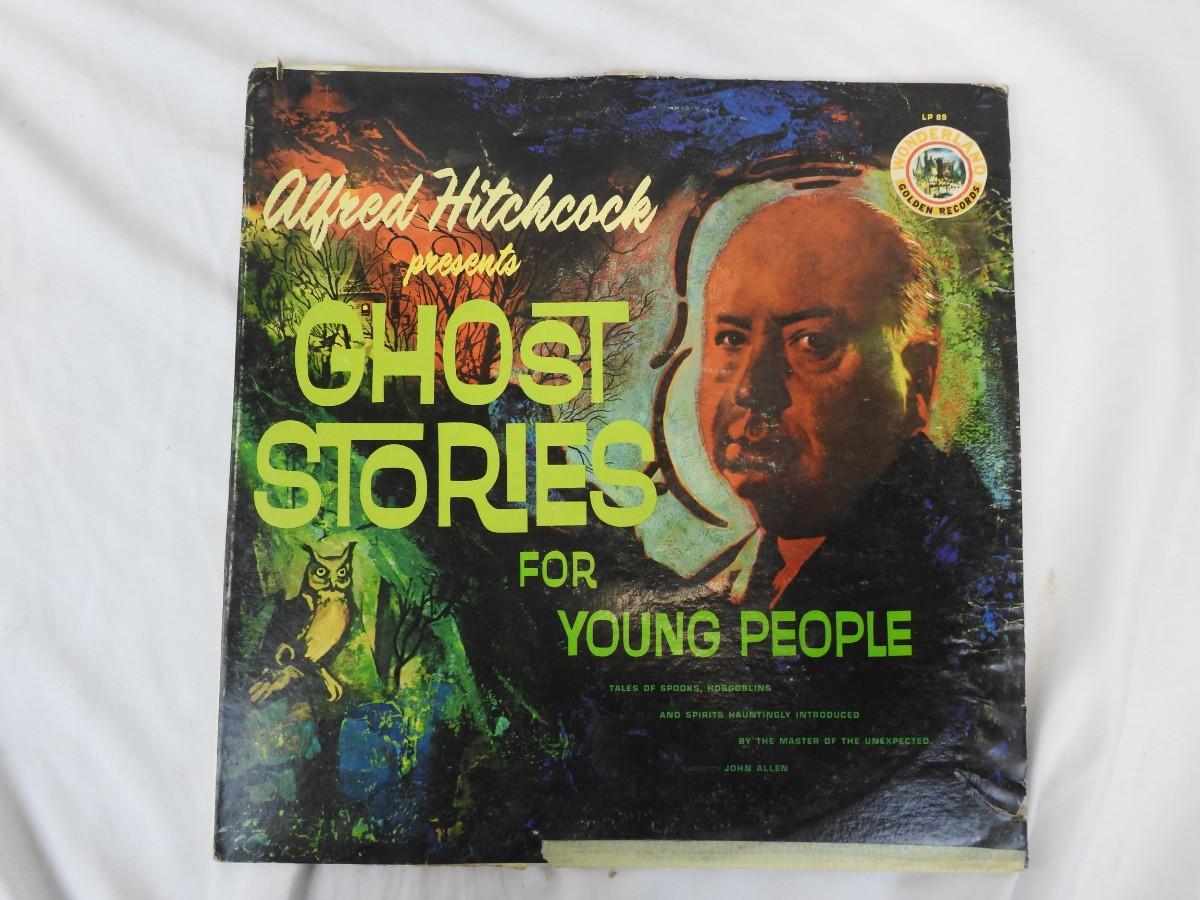 LP 89
WONDERLAND
GOLDEN RECORDS
Alfred Hitchcock
presents
GHOST
STORIES
FOR
YOUNG PEOPLE
TALES OF SPOOKS, HOBGOBLING
AND SPIRITS HAUNTINGLY INTRODUCED
BY THE MASTER OF THE UNEXPECTED.
JOHN ALLEN